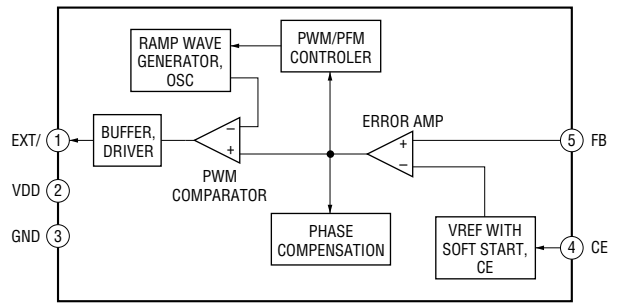 RAMP WAVE
GENERATOR,
OSC
PWM/PFM
CONTROLER
EXT/ 1
BUFFER,
DRIVER
–
+
PWM
COMPARATOR
ERROR AMP
+
–
5 FB
VDD 2
GND 3
PHASE
COMPENSATION
VREF WITH
SOFT START,
CE
4 CE